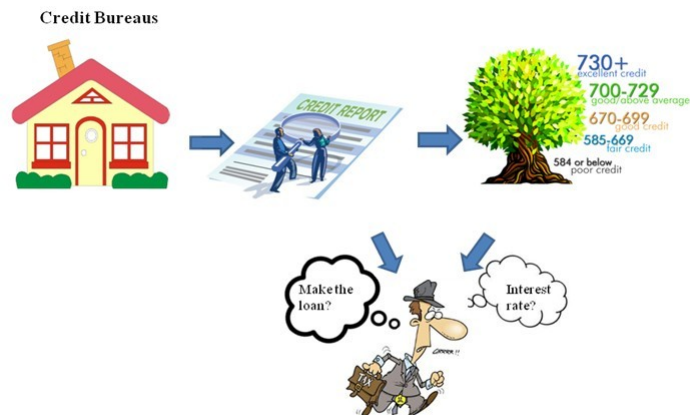 Credit Bureaus
CREDIT REPORT
730+
excellent credit
700-729
good/above average
670-699
good credit
585-669
fair credit
584 or below
poor credit
Make the
loan?
Interest
rate?
TAX